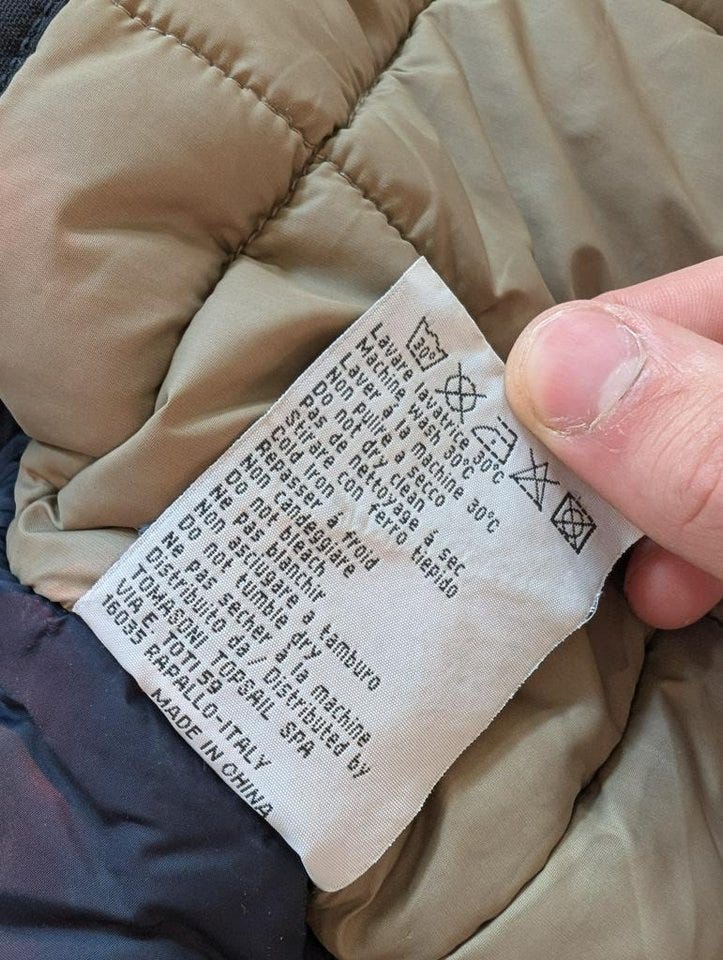 30°
Lavare lavatrice 30°C
Machine wash 30°C
Laver à la machine 30°C
Non pulire a secco
Do not dry clean
Pas de nettoyage à sec
Stirare con ferro tiepido
Cold iron
Repasser à froid
Non candeggiare
Do not bleech
Ne pas blanchir
Non asciugare a tamburo
Do not tumble dry
Ne pas secher à la machine
Distribuito da / Distributed by
TOMASONI TOPSAIL SPA
VIA E. TOTI 59
16035 RAPALLO-ITALY
MADE IN CHINA